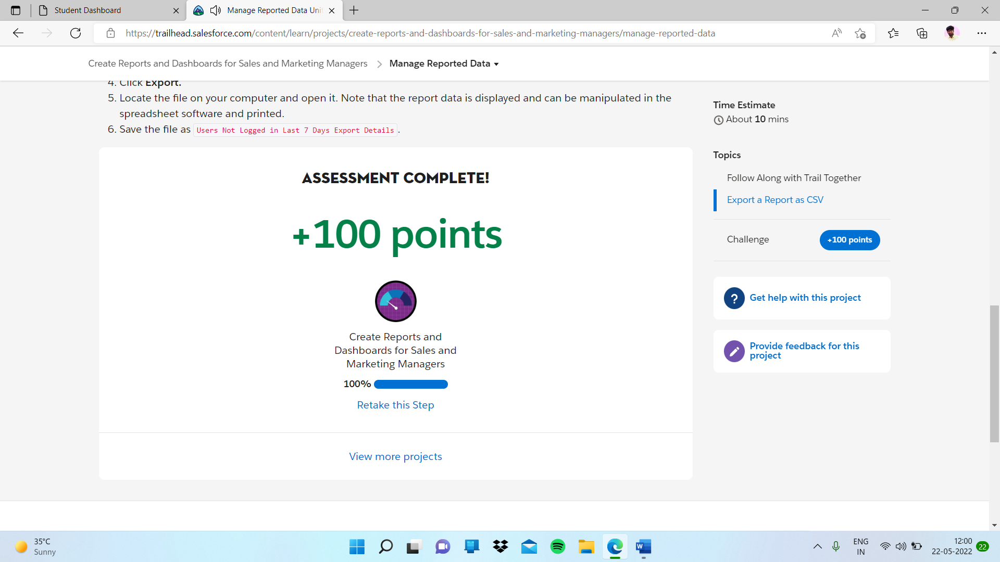 Student Dashboard
Manage Reported Data Unit
https://trailhead.salesforce.com/content/learn/projects/create-reports-and-dashboards-for-sales-and-marketing-managers/manage-reported-data
Create Reports and Dashboards for Sales and Marketing Managers
Manage Reported Data
4. Click Export.
5. Locate the file on your computer and open it. Note that the report data is displayed and can be manipulated in the
spreadsheet software and printed.
6. Save the file as Users Not Logged in Last 7 Days Export Details.
ASSESSMENT COMPLETE!
+100 points
Create Reports and
Dashboards for Sales and
Marketing Managers
100%
Retake this Step
View more projects
Time Estimate
About 10 mins
Topics
Follow Along with Trail Together
Export a Report as CSV
Challenge
+100 points
? Get help with this project
Provide feedback for this
project
35°C
Sunny
W
ENG
IN
12:00
22-05-2022
22